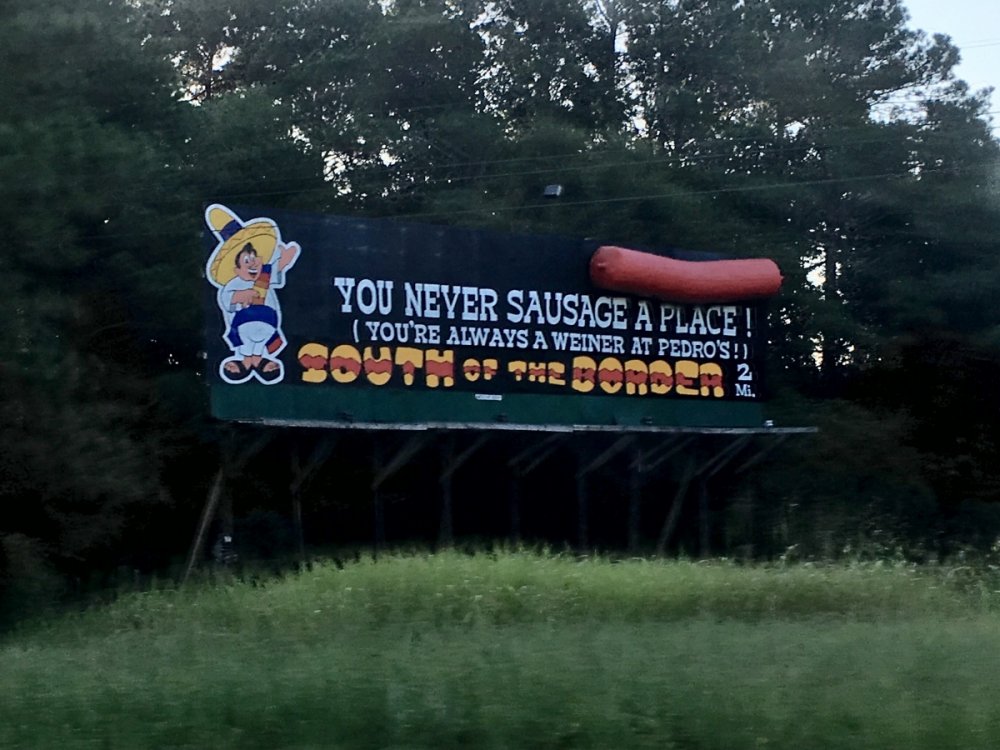 YOU NEVER SAUSAGE A PLACE!
(YOU'RE ALWAYS A WEINER AT PEDRO'S!)
SOUTH OF THE BORDER 2 Mi.